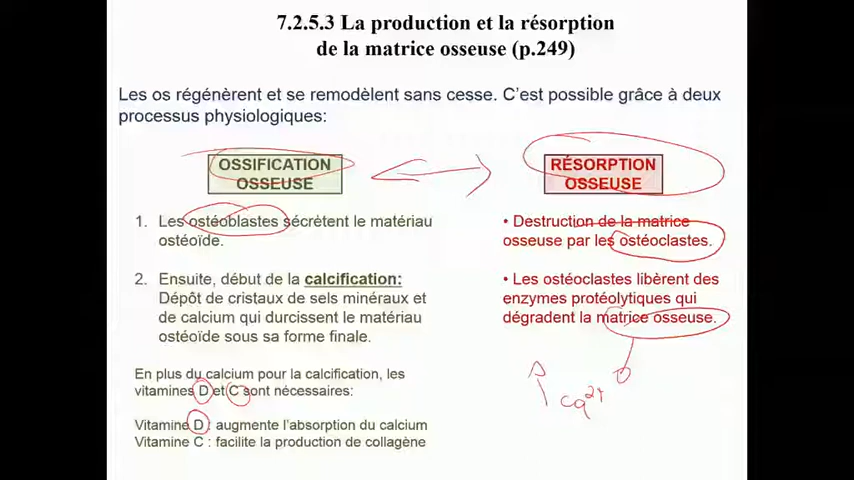 7.2.5.3 La production et la résorption
de la matrice osseuse (p.249)
Les os régénèrent et se remodèlent sans cesse. C'est possible grâce à deux
processus physiologiques:
OSSIFICATION
OSSEUSE
1. Les ostéoblastes sécrètent le matériau
ostéoïde.
2. Ensuite, début de la calcification:
Dépôt de cristaux de sels minéraux et
de calcium qui durcissent le matériau
ostéoïde sous sa forme finale.
En plus du calcium pour la calcification, les
vitamines D et C sont nécessaires:
Vitamine D : augmente l'absorption du calcium
Vitamine C : facilite la production de collagène
RÉSORPTION
OSSEUSE
• Destruction de la matrice
osseuse par les ostéoclastes.
• Les ostéoclastes libèrent des
enzymes protéolytiques qui
dégradent la matrice osseuse.
Ca2+